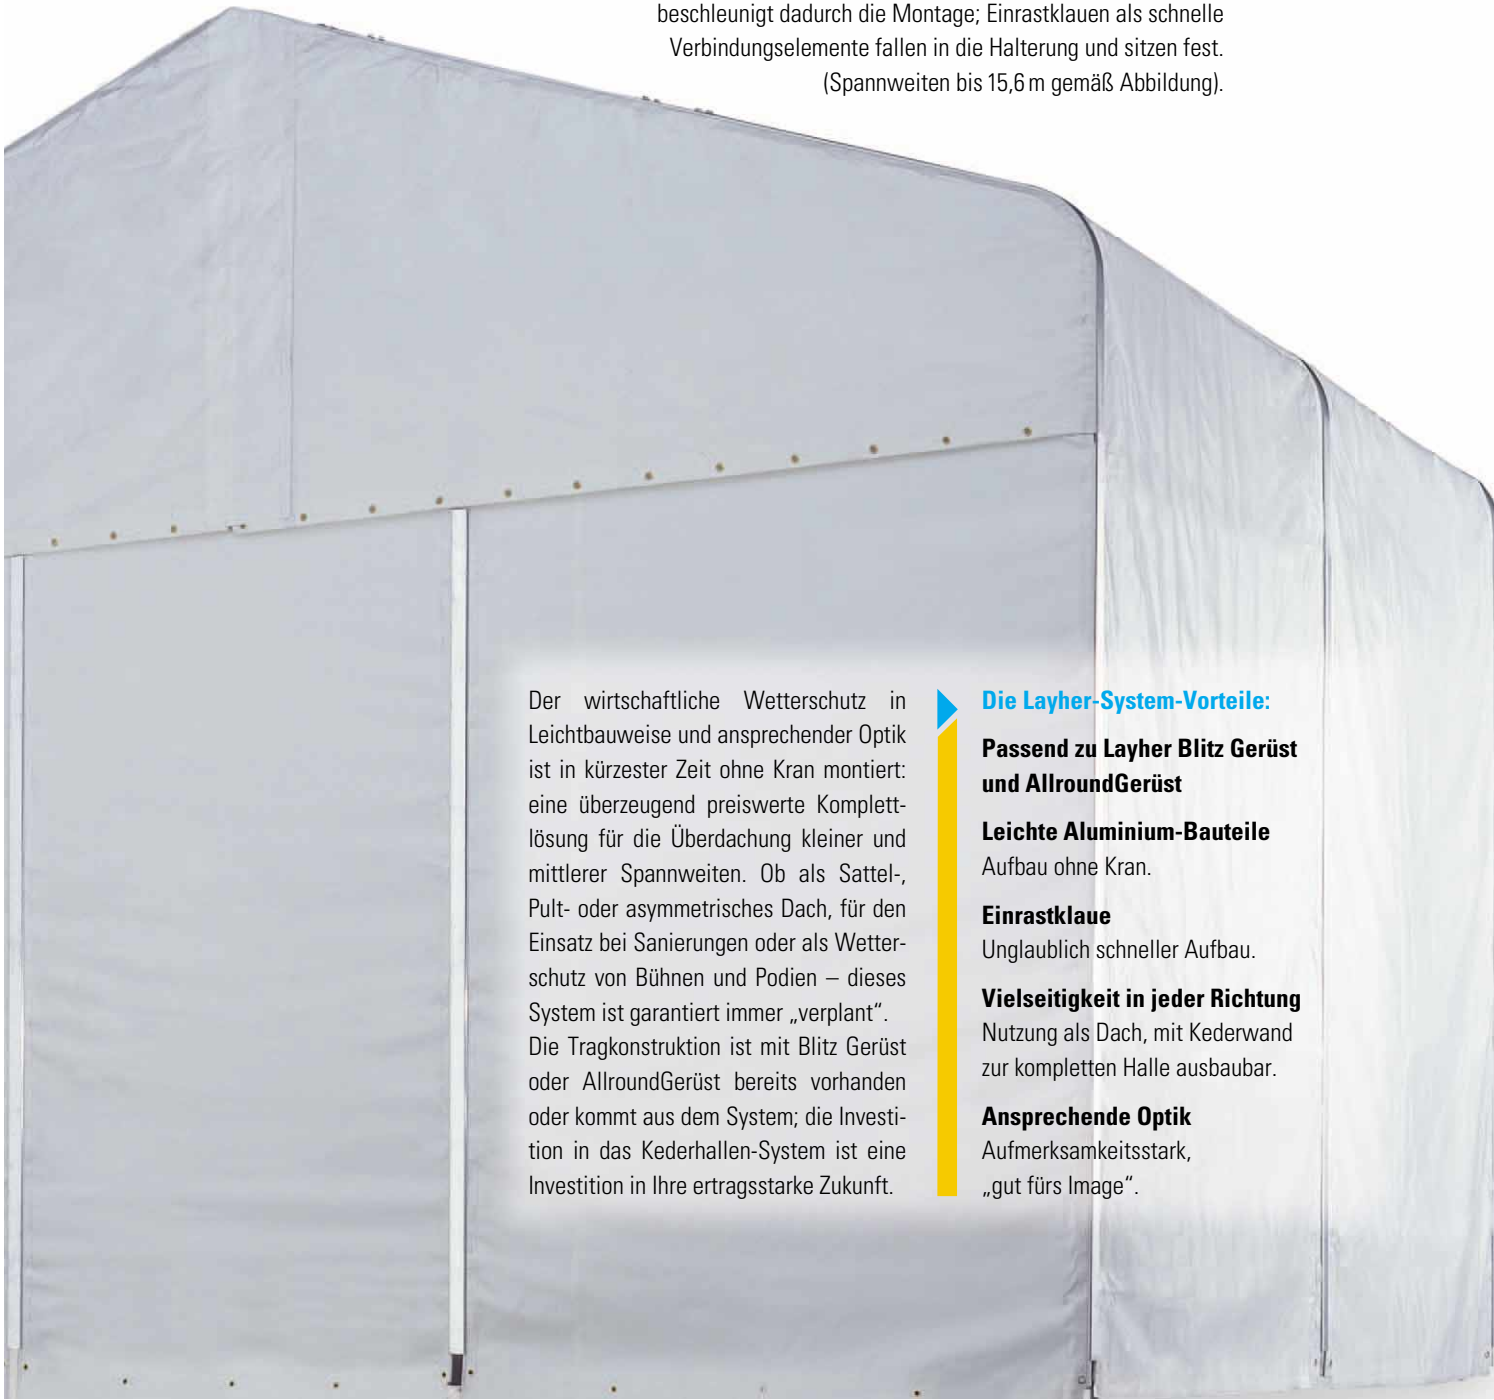 beschleunigt dadurch die Montage; Einrastklauen als schnelle
Verbindungselemente fallen in die Halterung und sitzen fest.
(Spannweiten bis 15,6 m gemäß Abbildung).
Der wirtschaftliche Wetterschutz in
Leichtbauweise und ansprechender Optik
ist in kürzester Zeit ohne Kran montiert:
eine überzeugend preiswerte Komplett-
lösung für die Überdachung kleiner und
mittlerer Spannweiten. Ob als Sattel-,
Pult- oder asymmetrisches Dach, für den
Einsatz bei Sanierungen oder als Wetter-
schutz von Bühnen und Podien – dieses
System ist garantiert immer „verplant“.
Die Tragkonstruktion ist mit Blitz Gerüst
oder AllroundGerüst bereits vorhanden
oder kommt aus dem System; die Investi-
tion in das Kederhallen-System ist eine
Investition in Ihre ertragsstarke Zukunft.
Die Layher-System-Vorteile:
Passend zu Layher Blitz Gerüst
und AllroundGerüst
Leichte Aluminium-Bauteile
Aufbau ohne Kran.
Einrastklaue
Unglaublich schneller Aufbau.
Vielseitigkeit in jeder Richtung
Nutzung als Dach, mit Kederwand
zur kompletten Halle ausbaubar.
Ansprechende Optik
Aufmerksamkeitsstark,
„gut fürs Image“.